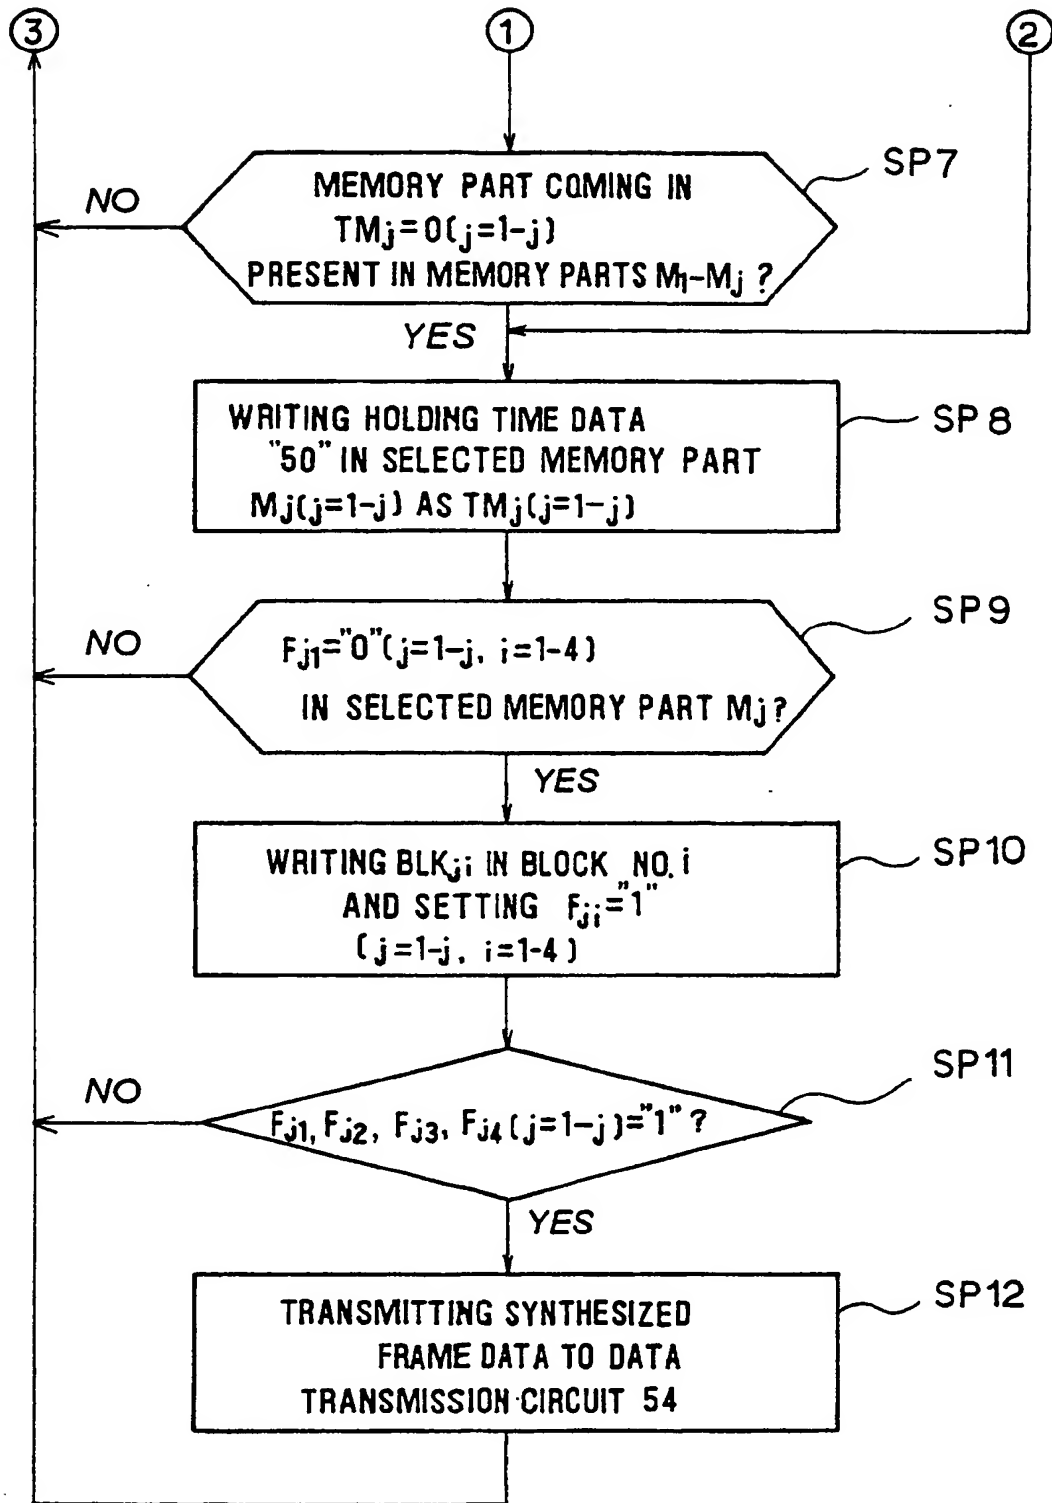 3
1
2
SP7
NO
MEMORY PART COMING IN
TMj=0(j=1-j)
PRESENT IN MEMORY PARTS M1-Mj ?
YES
SP8
WRITING HOLDING TIME DATA
"50" IN SELECTED MEMORY PART
Mj(j=1-j) AS TMj(j=1-j)
SP9
NO
Fj1="0"(j=1-j, i=1-4)
IN SELECTED MEMORY PART Mj?
YES
SP10
WRITING BLKji IN BLOCK NO. i
AND SETTING Fji="1"
(j=1-j, i=1-4)
SP11
NO
Fj1, Fj2, Fj3, Fj4(j=1-j)="1" ?
YES
SP12
TRANSMITTING SYNTHESIZED
FRAME DATA TO DATA
TRANSMISSION CIRCUIT 54